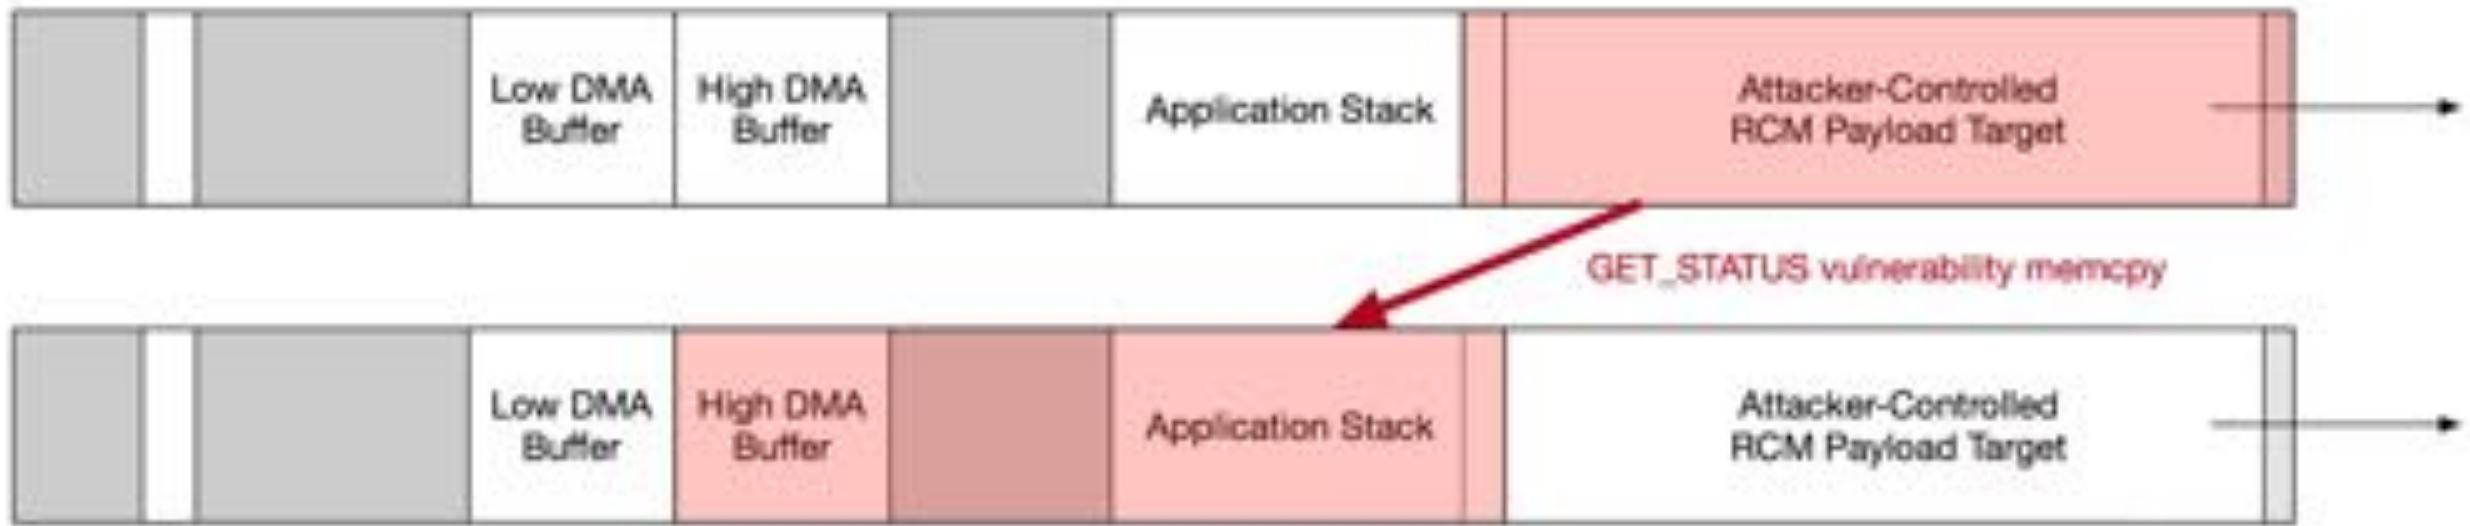 Low DMA
Buffer
High DMA
Buffer
Application Stack
Attacker-Controlled
RCM Payload Target
GET_STATUS vulnerability memcpy
Low DMA
Buffer
High DMA
Buffer
Application Stack
Attacker-Controlled
RCM Payload Target